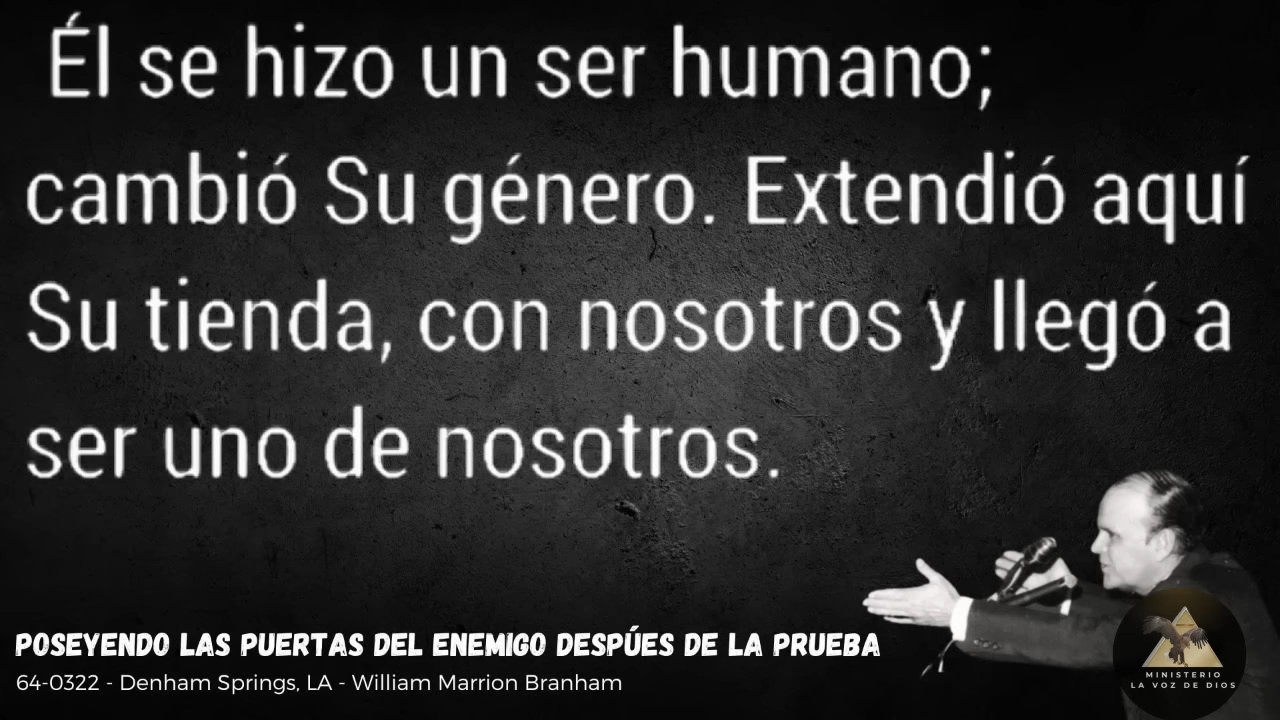 Él se hizo un ser humano;
cambió Su género. Extendió aquí
Su tienda, con nosotros y llegó a
ser uno de nosotros.
POSEYENDO LAS PUERTAS DEL ENEMIGO DESPÚES DE LA PRUEBA
64-0322 - Denham Springs, LA - William Marrion Branham
MINISTERIO
LA VOZ DE DIOS